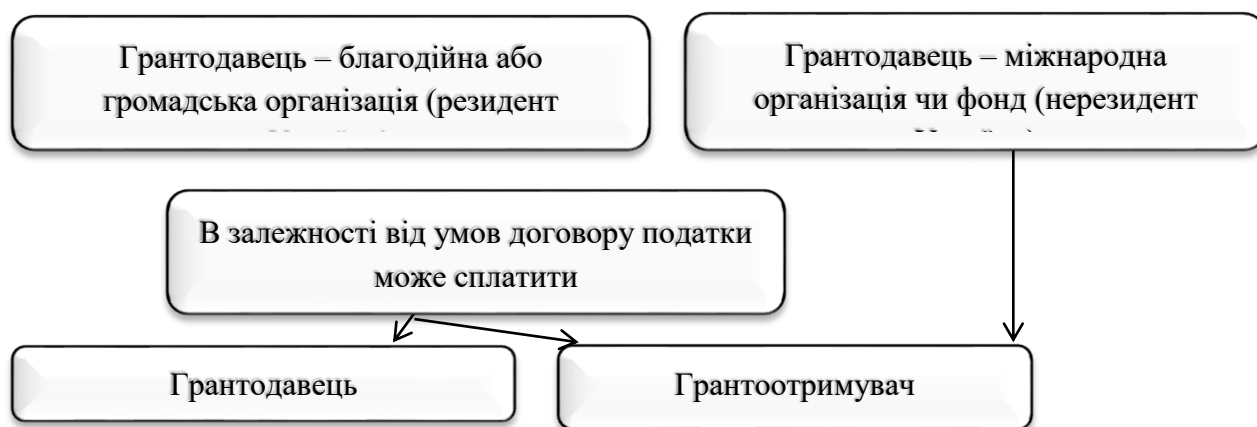 Грантодавець – благодійна або
громадська організація (резидент
Грантодавець – міжнародна
організація чи фонд (нерезидент
В залежності від умов договору податки
може сплатити
Грантодавець
Грантоотримувач